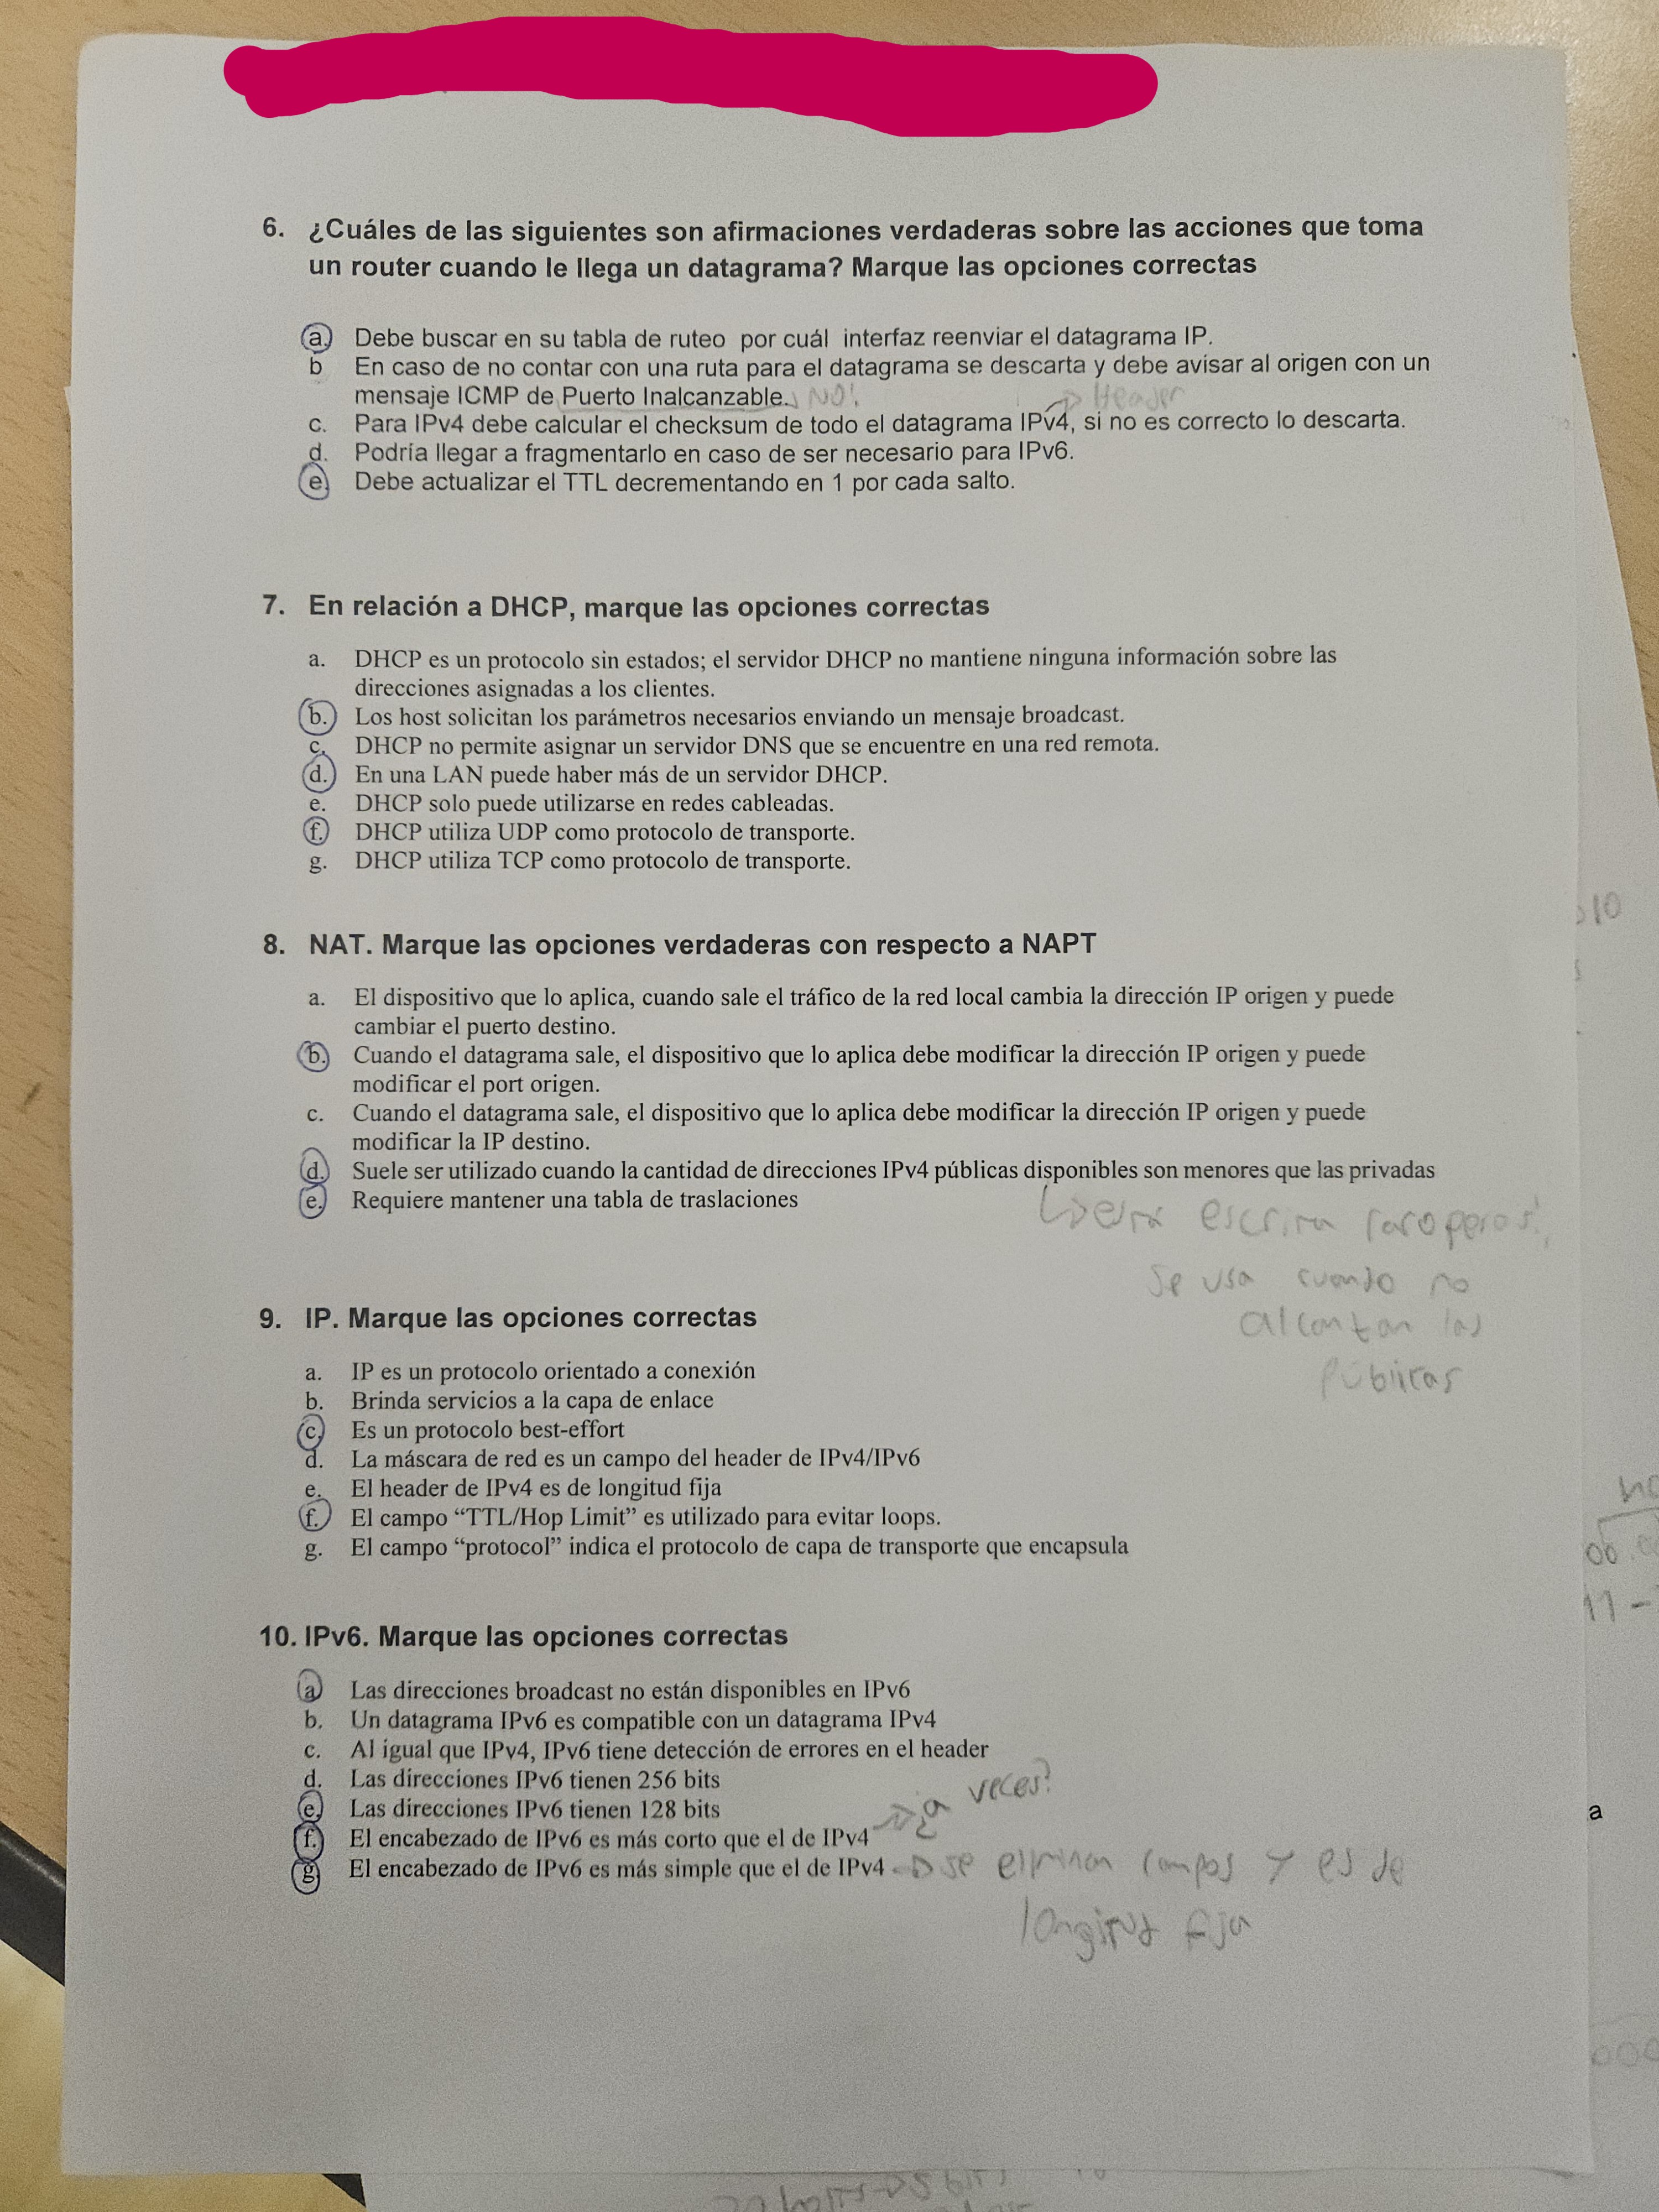 6. ¿Cuáles de las siguientes son afirmaciones verdaderas sobre las acciones que toma
un router cuando le llega un datagrama? Marque las opciones correctas
a. Debe buscar en su tabla de ruteo por cuál interfaz reenviar el datagrama IP.
b En caso de no contar con una ruta para el datagrama se descarta y debe avisar al origen con un
mensaje ICMP de Puerto Inalcanzable. NO!
Header
c. Para IPv4 debe calcular el checksum de todo el datagrama IPv4, si no es correcto lo descarta.
d. Podría llegar a fragmentarlo en caso de ser necesario para IPv6.
e. Debe actualizar el TTL decrementando en 1 por cada salto.
7. En relación a DHCP, marque las opciones correctas
a. DHCP es un protocolo sin estados; el servidor DHCP no mantiene ninguna información sobre las
direcciones asignadas a los clientes.
b. Los host solicitan los parámetros necesarios enviando un mensaje broadcast.
c. DHCP no permite asignar un servidor DNS que se encuentre en una red remota.
d. En una LAN puede haber más de un servidor DHCP.
e. DHCP solo puede utilizarse en redes cableadas.
f. DHCP utiliza UDP como protocolo de transporte.
g. DHCP utiliza TCP como protocolo de transporte.
8. NAT. Marque las opciones verdaderas con respecto a NAPT
a. El dispositivo que lo aplica, cuando sale el tráfico de la red local cambia la dirección IP origen y puede
cambiar el puerto destino.
b. Cuando el datagrama sale, el dispositivo que lo aplica debe modificar la dirección IP origen y puede
modificar el port origen.
c. Cuando el datagrama sale, el dispositivo que lo aplica debe modificar la dirección IP origen y puede
modificar la IP destino.
d. Suele ser utilizado cuando la cantidad de direcciones IPv4 públicas disponibles son menores que las privadas
e. Requiere mantener una tabla de traslaciones
raro pero sí,
se usa cuando no
alcanzan las
públicas
9. IP. Marque las opciones correctas
a. IP es un protocolo orientado a conexión
b. Brinda servicios a la capa de enlace
c. Es un protocolo best-effort
d. La máscara de red es un campo del header de IPv4/IPv6
e. El header de IPv4 es de longitud fija
f. El campo “TTL/Hop Limit” es utilizado para evitar loops.
g. El campo “protocol” indica el protocolo de capa de transporte que encapsula
10. IPv6. Marque las opciones correctas
a. Las direcciones broadcast no están disponibles en IPv6
b. Un datagrama IPv6 es compatible con un datagrama IPv4
c. Al igual que IPv4, IPv6 tiene detección de errores en el header
d. Las direcciones IPv6 tienen 256 bits
e. Las direcciones IPv6 tienen 128 bits
f. El encabezado de IPv6 es más corto que el de IPv4 ¿a veces?
g. El encabezado de IPv6 es más simple que el de IPv4 se eliminan campos y es de
longitud fija
a